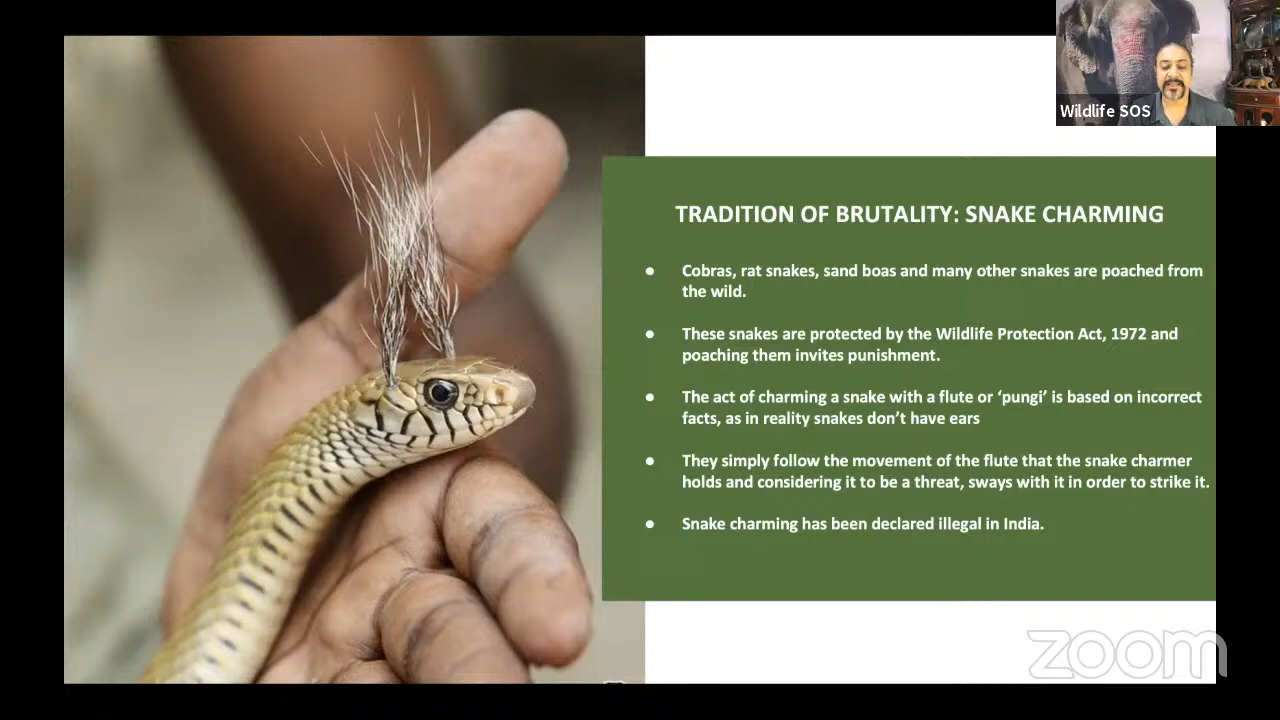 Wildlife SOS
TRADITION OF BRUTALITY: SNAKE CHARMING
● Cobras, rat snakes, sand boas and many other snakes are poached from
the wild.
● These snakes are protected by the Wildlife Protection Act, 1972 and
poaching them invites punishment.
● The act of charming a snake with a flute or ‘pungi’ is based on incorrect
facts, as in reality snakes don’t have ears
● They simply follow the movement of the flute that the snake charmer
holds and considering it to be a threat, sways with it in order to strike it.
● Snake charming has been declared illegal in India.
zoom